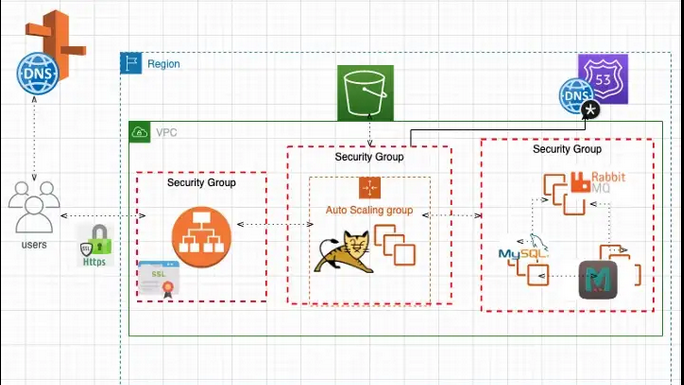 DNS
Region
53
DNS
VPC
Security Group
Security Group
Security Group
Rabbit
MQ
Auto Scaling group
users
SSL
Https
SSL
MySQL
M